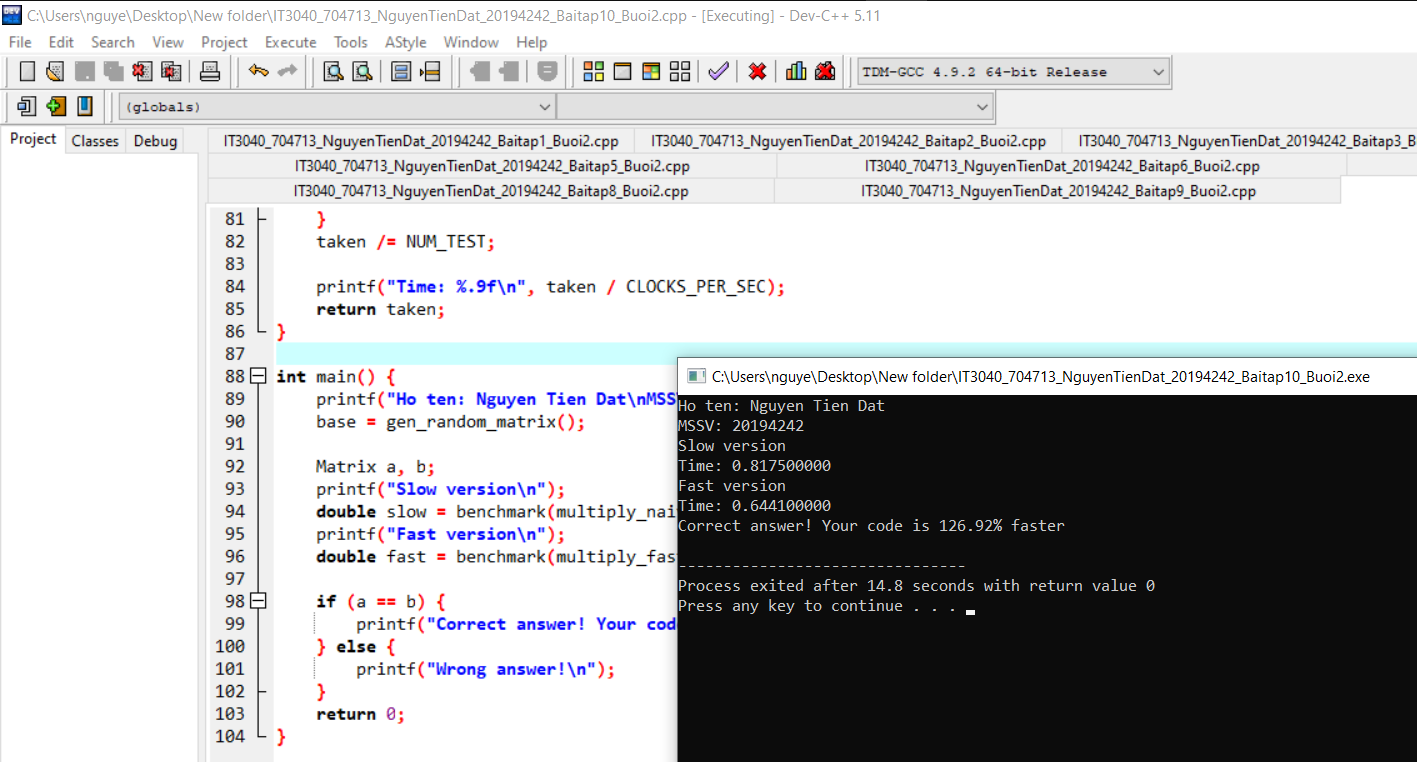 C:\Users\nguye\Desktop\New folder\IT3040_704713_NguyenTienDat_20194242_Baitap10_Buoi2.cpp - [Executing] - Dev-C++ 5.11
File Edit Search View Project Execute Tools AStyle Window Help
TDM-GCC 4.9.2 64-bit Release
(globals)
Project Classes Debug
IT3040_704713_NguyenTienDat_20194242_Baitap1_Buoi2.cpp IT3040_704713_NguyenTienDat_20194242_Baitap2_Buoi2.cpp IT3040_704713_NguyenTienDat_20194242_Baitap3_B
IT3040_704713_NguyenTienDat_20194242_Baitap5_Buoi2.cpp IT3040_704713_NguyenTienDat_20194242_Baitap6_Buoi2.cpp
IT3040_704713_NguyenTienDat_20194242_Baitap8_Buoi2.cpp IT3040_704713_NguyenTienDat_20194242_Baitap9_Buoi2.cpp
81 }
82 taken /= NUM_TEST;
83
84 printf("Time: %.9f\n", taken / CLOCKS_PER_SEC);
85 return taken;
86 }
87
88 int main() {
89 printf("Ho ten: Nguyen Tien Dat\nMSS
90 base = gen_random_matrix();
91
92 Matrix a, b;
93 printf("Slow version\n");
94 double slow = benchmark(multiply_nai
95 printf("Fast version\n");
96 double fast = benchmark(multiply_fas
97
98 if (a == b) {
99 printf("Correct answer! Your cod
100 } else {
101 printf("Wrong answer!\n");
102 }
103 return 0;
104 }
C:\Users\nguye\Desktop\New folder\IT3040_704713_NguyenTienDat_20194242_Baitap10_Buoi2.exe
Ho ten: Nguyen Tien Dat
MSSV: 20194242
Slow version
Time: 0.817500000
Fast version
Time: 0.644100000
Correct answer! Your code is 126.92% faster
--------------------------------
Process exited after 14.8 seconds with return value 0
Press any key to continue . . .